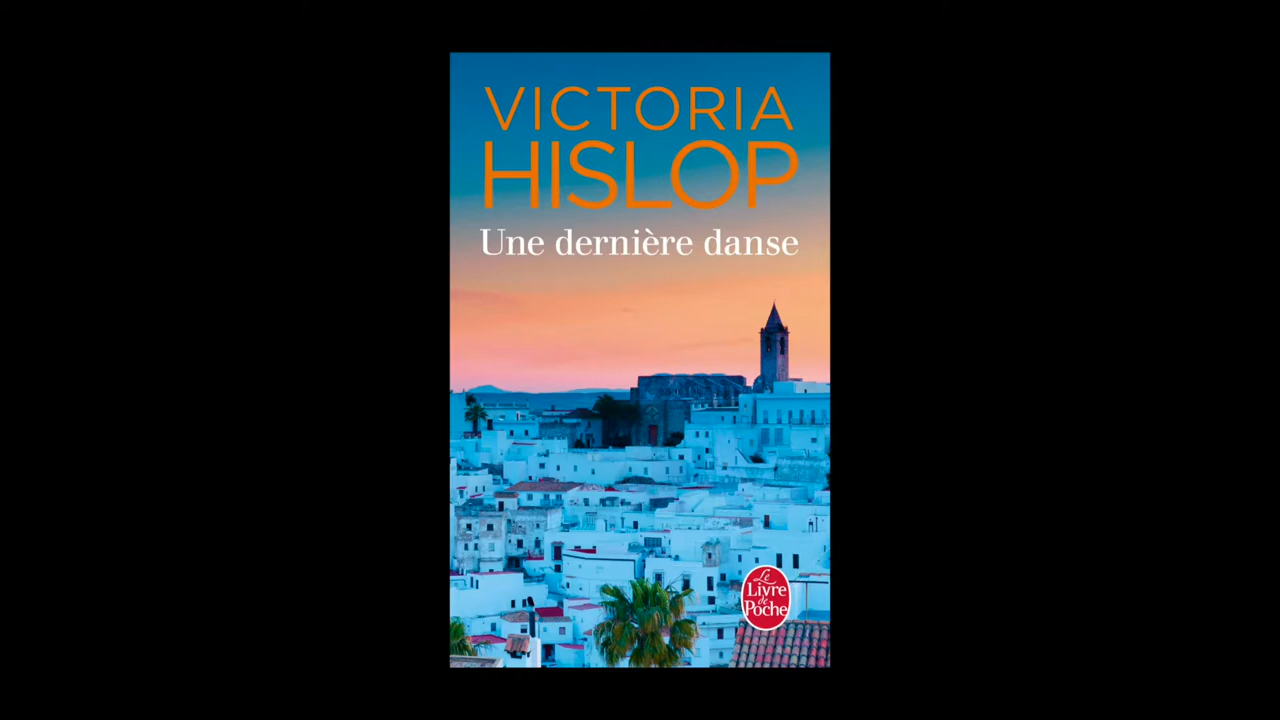 VICTORIA
HISLOP
Une dernière danse
Le
Livre
de
Poche